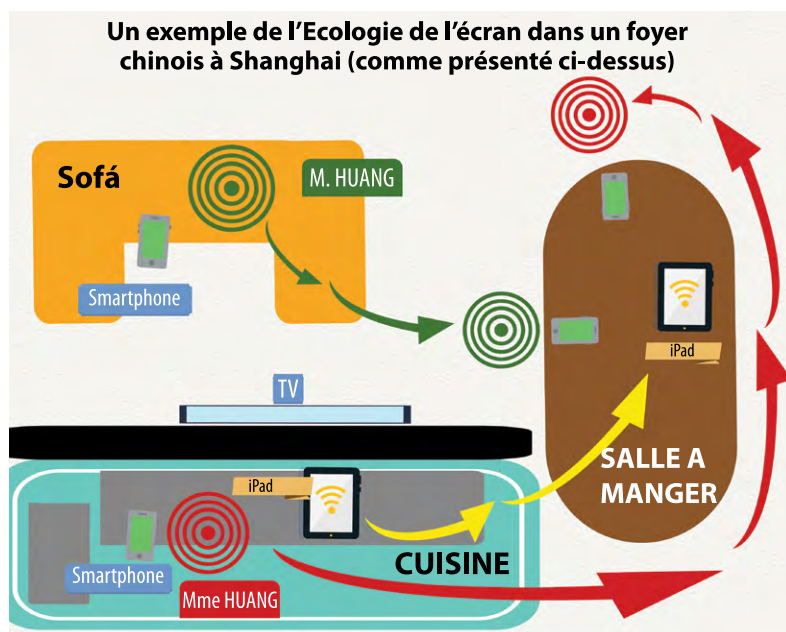 Un exemple de l’Ecologie de l’écran dans un foyer
chinois à Shanghai (comme présenté ci-dessus)
Sofá
M. HUANG
Smartphone
iPad
TV
SALLE A
MANGER
iPad
CUISINE
Smartphone
Mme HUANG